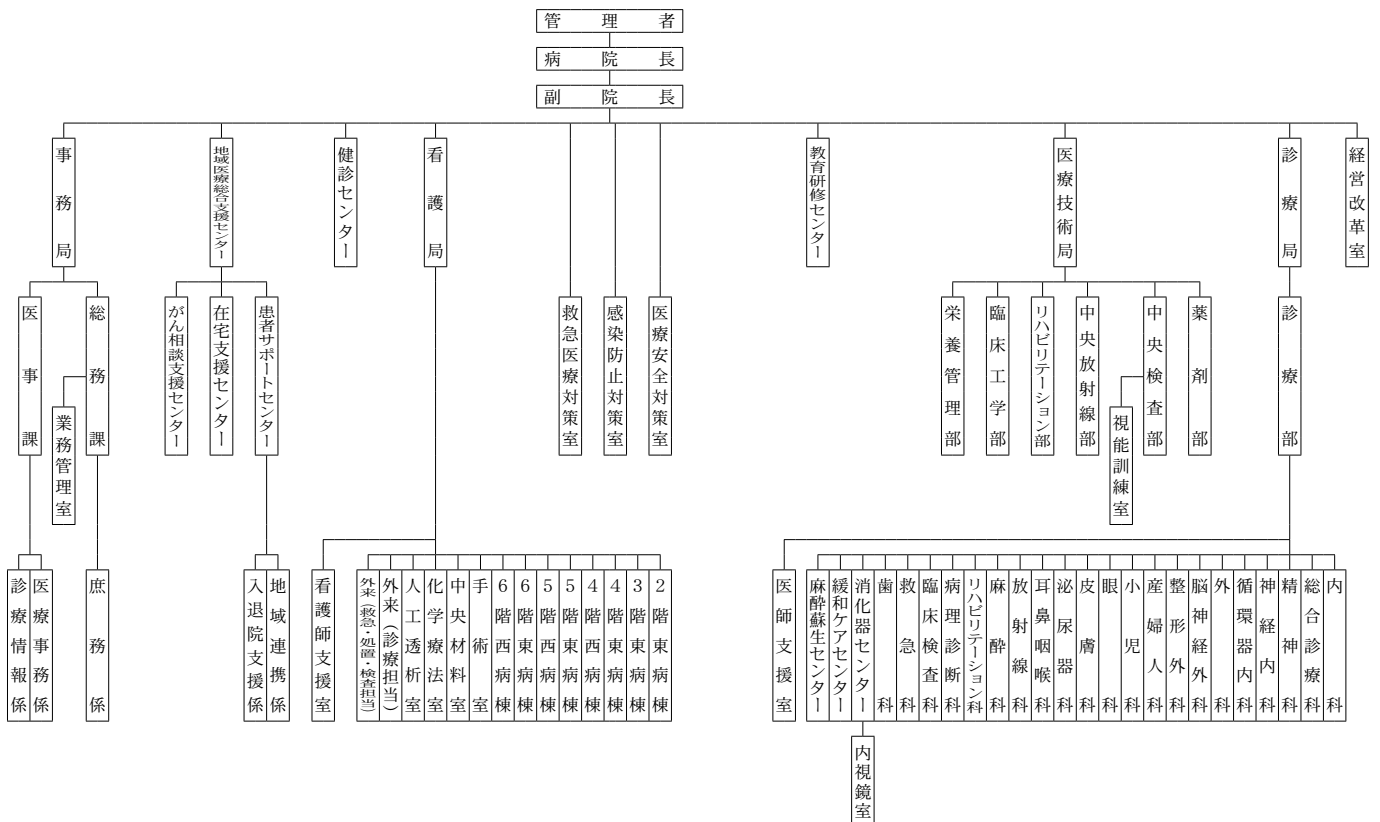 管理者
病院長
副院長
経営改革室
診療局
医療技術局
教育研修センター
看護局
健診センター
地域医療総合支援センター
事務局
診療部
薬剤部
中央検査部
視能訓練室
中央放射線部
リハビリテーション部
臨床工学部
栄養管理部
医療安全対策室
感染防止対策室
救急医療対策室
患者サポートセンター
在宅支援センター
がん相談支援センター
総務課
業務管理室
医事課
内科
総合診療科
精神科
神経内科
循環器内科
外科
脳神経外科
整形外科
産婦人科
小児科
眼科
皮膚科
泌尿器科
耳鼻咽喉科
放射線科
麻酔科
リハビリテーション科
病理診断科
臨床検査科
救急科
歯科
消化器センター
緩和ケアセンター
麻酔蘇生センター
医師支援室
内視鏡室
2階東病棟
3階東病棟
4階東病棟
4階西病棟
5階東病棟
5階西病棟
6階東病棟
6階西病棟
手術室
中央材料室
化学療法室
人工透析室
外来（診療担当）
外来（救急・処置・検査担当）
看護師支援室
地域連携係
入退院支援係
庶務係
医療事務係
診療情報係